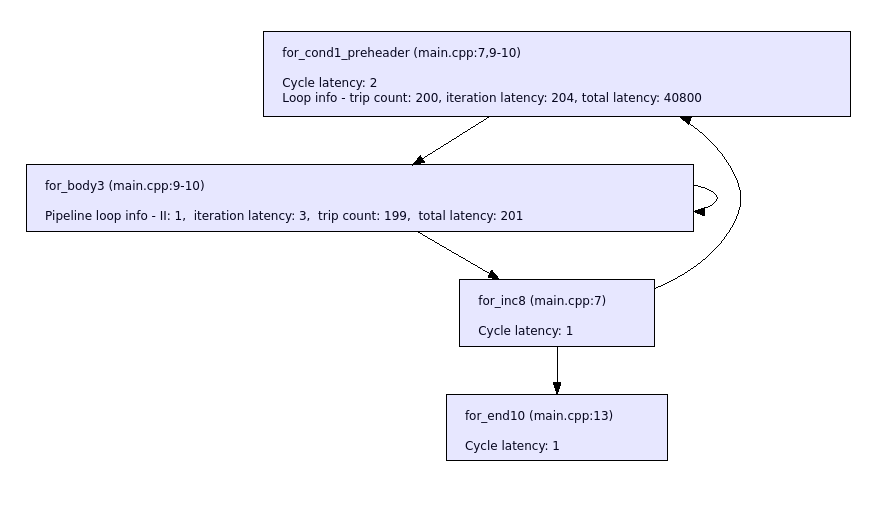 for_cond1_preheader (main.cpp:7,9-10)
Cycle latency: 2
Loop info - trip count: 200, iteration latency: 204, total latency: 40800
for_body3 (main.cpp:9-10)
Pipeline loop info - II: 1,  iteration latency: 3,  trip count: 199,  total latency: 201
for_inc8 (main.cpp:7)
Cycle latency: 1
for_end10 (main.cpp:13)
Cycle latency: 1